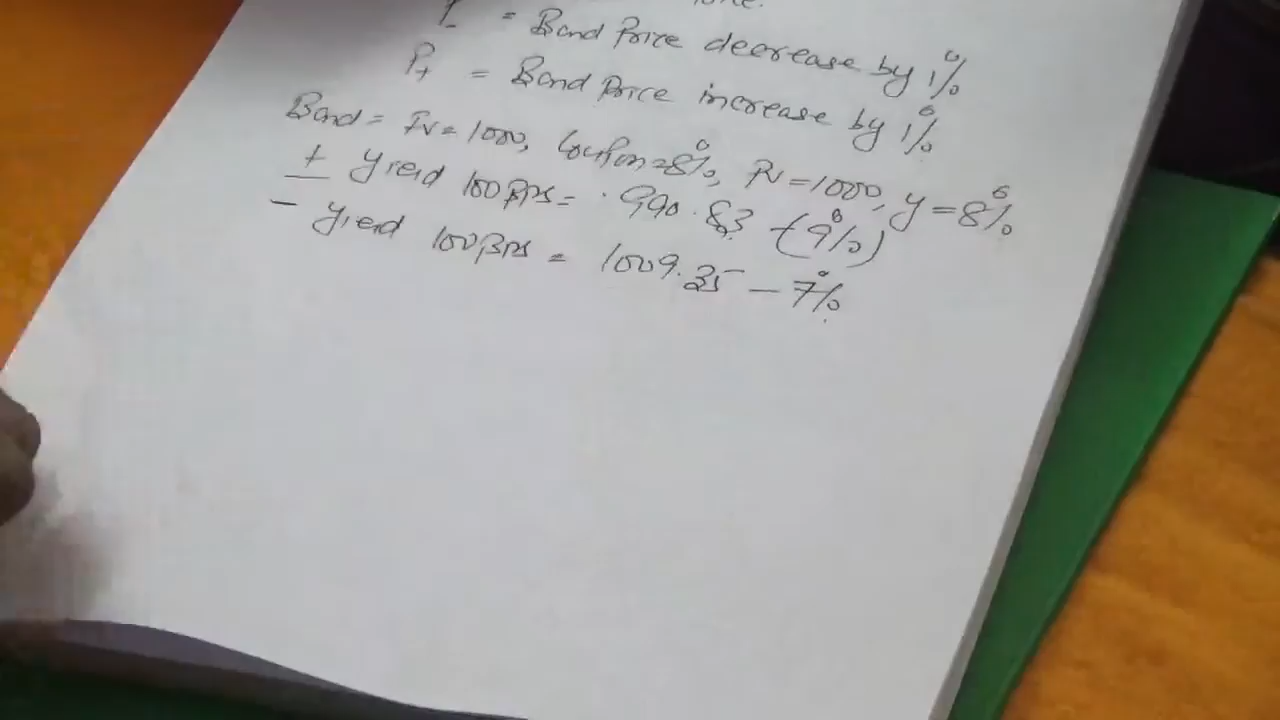 = Bond Price decrease by 1%
P+ = Bond Price increase by 1%
Bond = FV = 1000, Coupon = 8%, PV = 1000, y = 8%
+ yield 100 Bps = 990.83 - (9%)
- yield 100 Bps = 1009.35 - 7%